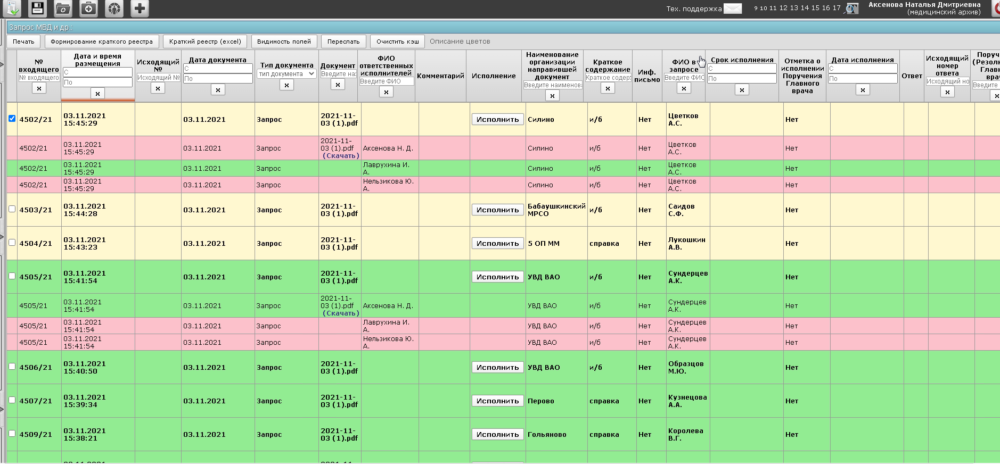 Тех. поддержка 9 10 11 12 13 14 15 16 17 Аксенова Наталья Дмитриевна
(медицинский архив)
Запрос МВД и др.:
Печать Формирование краткого реестра Краткий реестр (excel) Видимость полей Переслать Очистить кэш Описание цветов
№ входящего
№ входящего
x
Дата и время размещения
С
По
x
Исходящий №
Исходящий №
x
Дата документа
С
По
x
Тип документа
тип документа
x
Документ
Введите
x
ФИО ответственных исполнителей
Введите ФИО
x
Комментарий
Исполнение
Наименование организации направившей документ
Введите
x
Краткое содержание
Краткое
x
Инф. письмо
ФИО в запросе
Введите
x
Срок исполнения
С
По
x
Отметка о исполнении Поручения Главного врача
Дата исполнения
С
По
x
Ответ
Исходящий номер ответа
Исходящий
x
Введите
x
4502/21 03.11.2021 15:45:29 03.11.2021 Запрос 2021-11-03 (1).pdf Исполнить Силино и/б Нет Цветков А.С. Нет
4502/21 03.11.2021 15:45:29 03.11.2021 Запрос 2021-11-03 (1).pdf (Скачать) Аксенова Н. Д. Силино и/б Нет Цветков А.С. Нет
4502/21 03.11.2021 15:45:29 03.11.2021 Запрос Лаврухина И. А. Силино и/б Нет Цветков А.С. Нет
4502/21 03.11.2021 15:45:29 03.11.2021 Запрос Нельзикова Ю. А. Силино и/б Нет Цветков А.С. Нет
4503/21 03.11.2021 15:44:28 03.11.2021 Запрос 2021-11-03 (1).pdf Исполнить Бабаушкинский МРСО и/б Нет Саидов С.Ф. Нет
4504/21 03.11.2021 15:43:23 03.11.2021 Запрос 2021-11-03 (1).pdf Исполнить 5 ОП ММ справка Нет Лукошкин А.В. Нет
4505/21 03.11.2021 15:41:54 03.11.2021 Запрос 2021-11-03 (1).pdf Исполнить УВД ВАО и/б Нет Сундерцев А.К. Нет
4505/21 03.11.2021 15:41:54 03.11.2021 Запрос 2021-11-03 (1).pdf (Скачать) Аксенова Н. Д. УВД ВАО и/б Нет Сундерцев А.К. Нет
4505/21 03.11.2021 15:41:54 03.11.2021 Запрос Лаврухина И. А. УВД ВАО и/б Нет Сундерцев А.К. Нет
4505/21 03.11.2021 15:41:54 03.11.2021 Запрос Нельзикова Ю. А. УВД ВАО и/б Нет Сундерцев А.К. Нет
4506/21 03.11.2021 15:40:50 03.11.2021 Запрос 2021-11-03 (1).pdf Исполнить УВД ВАО и/б Нет Образцов М.Ю. Нет
4507/21 03.11.2021 15:39:34 03.11.2021 Запрос 2021-11-03 (1).pdf Исполнить Перово справка Нет Кузнецова А.А. Нет
4509/21 03.11.2021 15:38:21 03.11.2021 Запрос 2021-11-03 (1).pdf Исполнить Гольяново справка Нет Королева В.Г. Нет